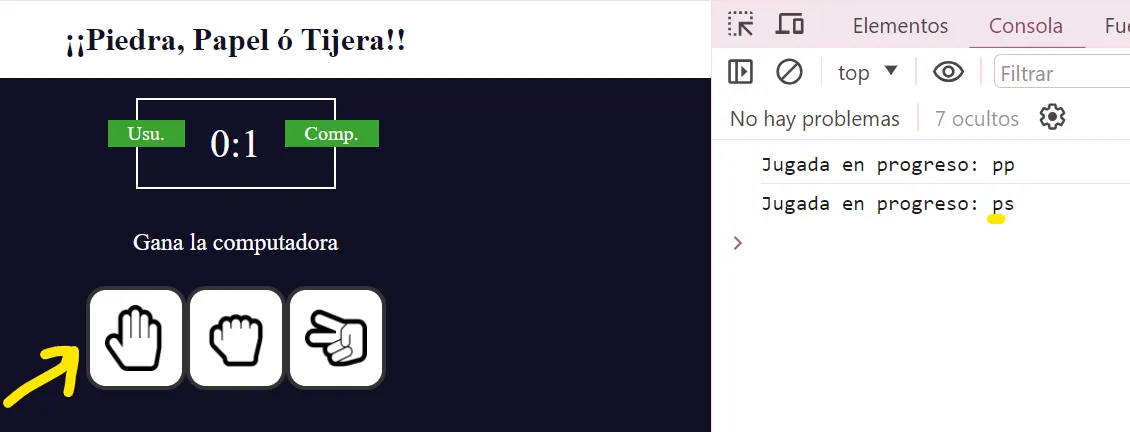 ¡¡Piedra, Papel ó Tijera!!
Usu.
0:1
Comp.
Gana la computadora
Elementos
Consola
Fue
top
Filtrar
No hay problemas
7 ocultos
Jugada en progreso: pp
Jugada en progreso: ps